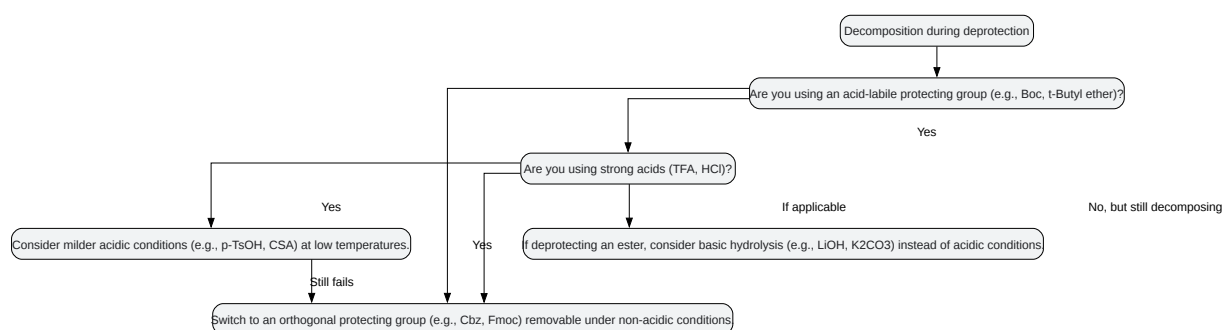 Decomposition during deprotection
Are you using an acid-labile protecting group (e.g., Boc, t-Butyl ether)?
Yes
Are you using strong acids (TFA, HCl)?
Yes
If applicable
No, but still decomposing
Consider milder acidic conditions (e.g., p-TsOH, CSA) at low temperatures.
Yes
If deprotecting an ester, consider basic hydrolysis (e.g., LiOH, K2CO3) instead of acidic conditions.
Still fails
Switch to an orthogonal protecting group (e.g., Cbz, Fmoc) removable under non-acidic conditions.